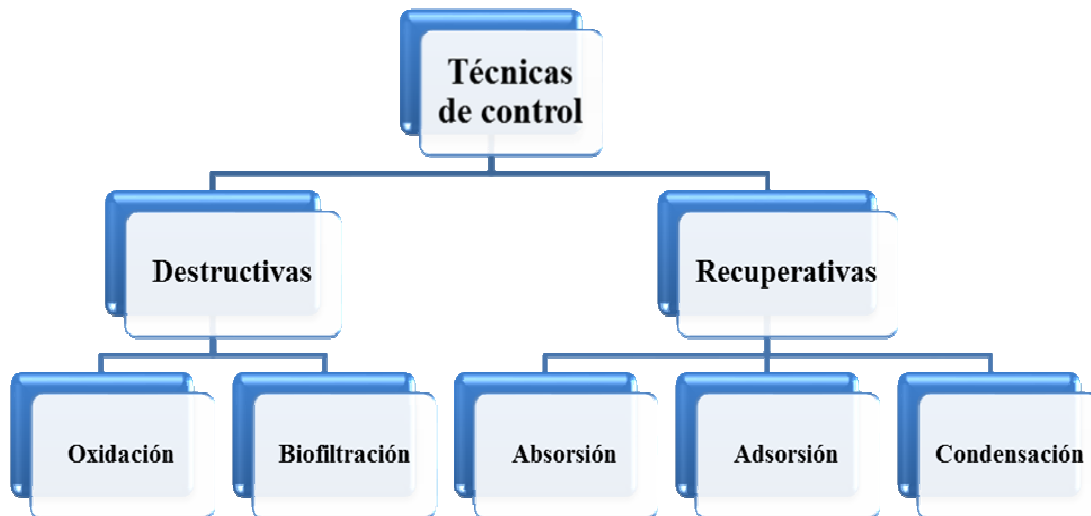 Técnicas
de control
Destructivas
Recuperativas
Oxidación
Biofiltración
Absorsión
Adsorsión
Condensación